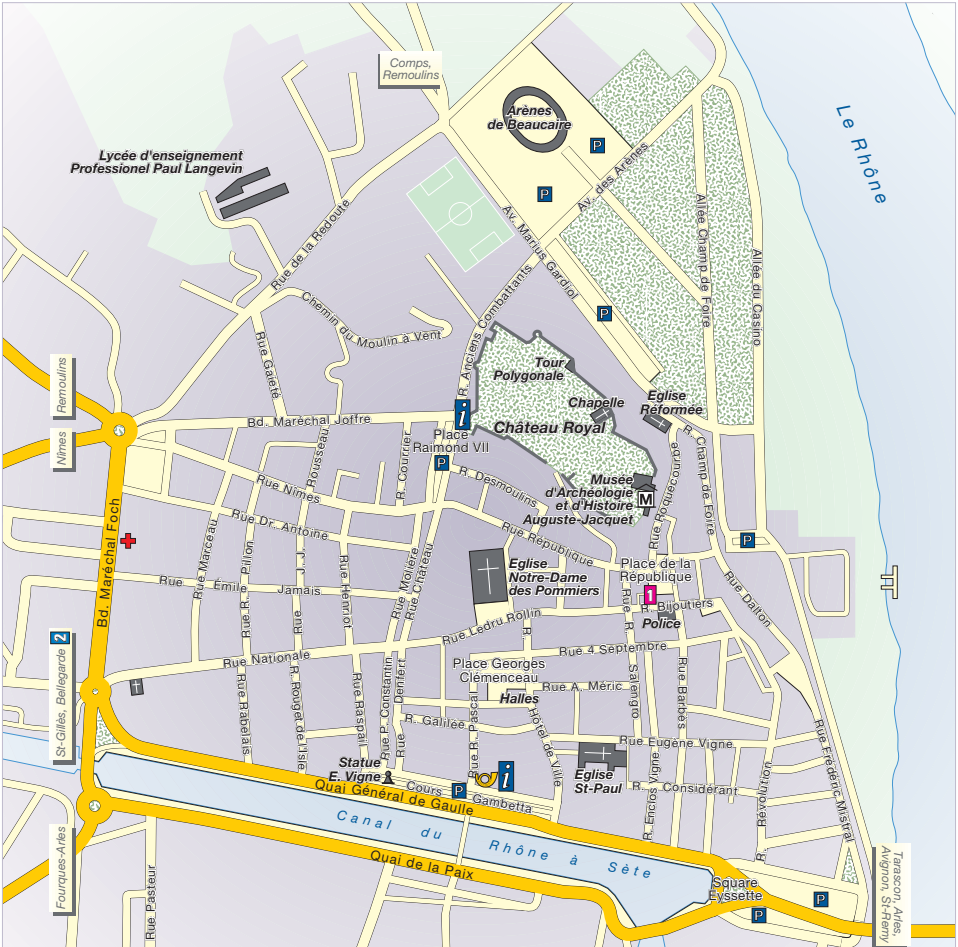 Comps,
Remoulins
Arènes
de Beaucaire
P
P
Av. des Arènes
Le Rhône
Lycée d'enseignement
Professionel Paul Langevin
Rue de la Redoute
Av. Marius Gardiol
Allée Champ de Foire
Allée du Casino
P
Chemin du Moulin à Vent
R. Anciens Combattants
Rue Gaieté
Tour
Polygonale
Chapelle
Eglise
Réformée
Château Royal
Remoulins
Nîmes
Bd. Maréchal Joffre
i
Place
Raimond VII
P
R. Courrier
Rousseau
J. J.
Rue
R. Desmoulins
Rue Nîmes
Rue Dr. Antoine
Rue République
Musée
d'Archéologie
et d'Histoire
Auguste-Jacquet
M
Rue Roquecourbe
R. Champ de Foire
P
Bd. Maréchal Foch
Rue Marceau
Rue R. Pillon
Rue Henriot
Rue Molière
Rue Château
Eglise
Notre-Dame
des Pommiers
Place de la
République
1
R. Bijoutiers
Police
Rue Dalton
Rue Émile Jamais
Rue Ledru Rollin
Rue Nationale
Rue 4 Septembre
Place Georges
Clémenceau
Rue A. Méric
Halles
2
St-Gilles, Bellegarde
Rue Rabelais
R. Rouget de l'Isle
Rue Raspail
Rue P. Constantin
Rue Denfert
R. Galilée
Rue R. Pascal
R. Hôtel de Ville
Rue R. Salengro
Rue Barbès
Rue Eugène Vigne
Rue Frédéric Mistral
Statue
E. Vigne
Cours Gambetta
P
i
Eglise
St-Paul
R. Considérant
R. Enclos Vigne
R. Révolution
Quai Général de Gaulle
Canal du Rhône à Sète
Quai de la Paix
Fourques-Arles
Rue Pasteur
Square
Eyssette
P
P
Tarascon, Arles,
Avignon, St-Remy